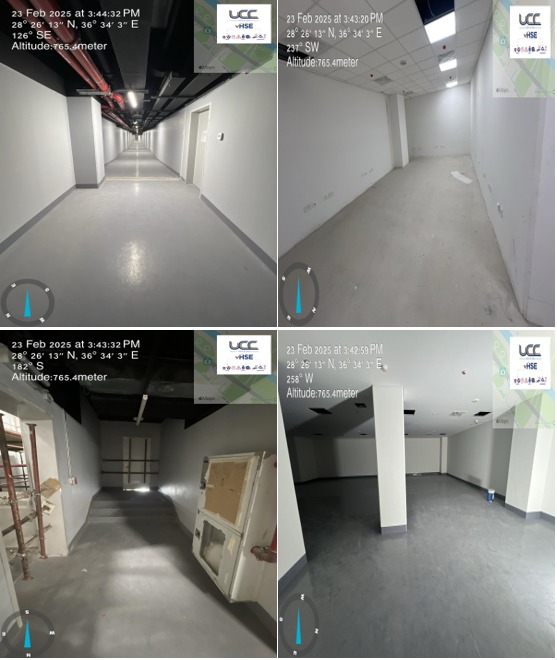 23 Feb 2025 at 3:44:32 PM
28° 26' 13" N, 36° 34' 3" E
126° SE
Altitude:765.4meter
UCC
HSE
23 Feb 2025 at 3:43:20 PM
28° 26' 13" N, 36° 34' 3" E
237° SW
Altitude:765.4meter
UCC
HSE
23 Feb 2025 at 3:43:32 PM
28° 26' 13" N, 36° 34' 3" E
182° S
Altitude:765.4meter
UCC
HSE
23 Feb 2025 at 3:42:59 PM
28° 26' 13" N, 36° 34' 3" E
258° W
Altitude:765.4meter
UCC
HSE